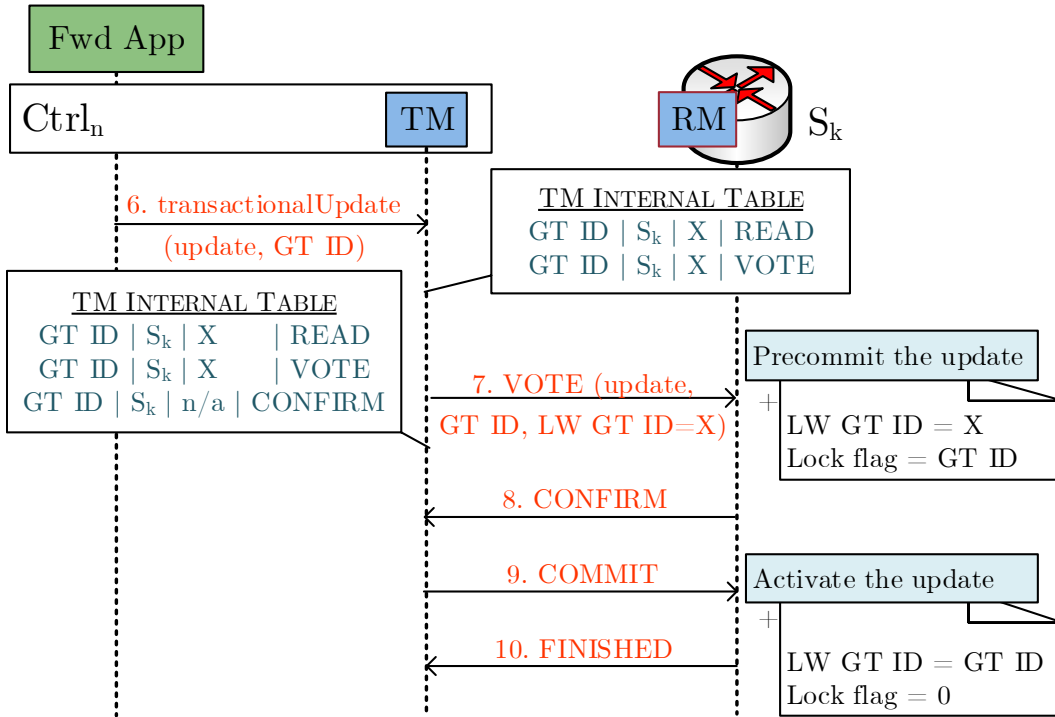 Fwd App
Ctrln
TM
RM
Sk
6. transactionalUpdate
(update, GT ID)
TM INTERNAL TABLE
GT ID | Sk | X | READ
GT ID | Sk | X | VOTE
TM INTERNAL TABLE
GT ID | Sk | X | READ
GT ID | Sk | X | VOTE
GT ID | Sk | n/a | CONFIRM
7. VOTE (update,
GT ID, LW GT ID=X)
Precommit the update
+
LW GT ID = X
Lock flag = GT ID
8. CONFIRM
9. COMMIT
Activate the update
+
LW GT ID = GT ID
Lock flag = 0
10. FINISHED